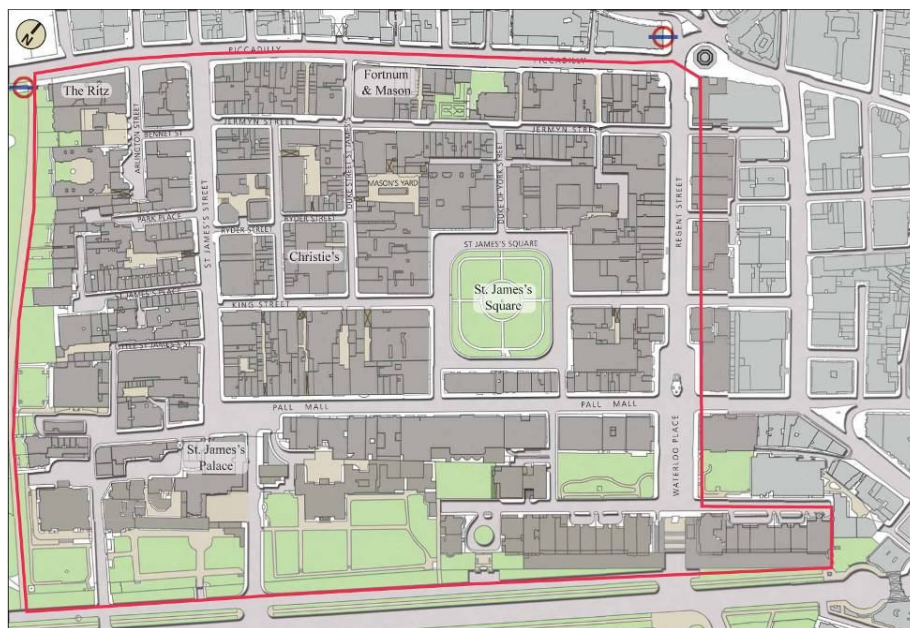 N
PICCADILLY
PICCADILLY
The Ritz
Fortnum
& Mason
ARLINGTON STREET
BENNET ST
JERMYN STREET
JERMYN STREET
DUKE STREET ST JAMES'S
MASON'S YARD
DUKE OF YORK STREET
REGENT STREET
ST JAMES'S STREET
PARK PLACE
RYDER STREET
RYDER STREET
Christie's
ST JAMES'S SQUARE
St. James's
Square
ST JAMES'S PLACE
KING STREET
LITTLE ST JAMES'S ST
PALL MALL
PALL MALL
St. James's
Palace
WATERLOO PLACE